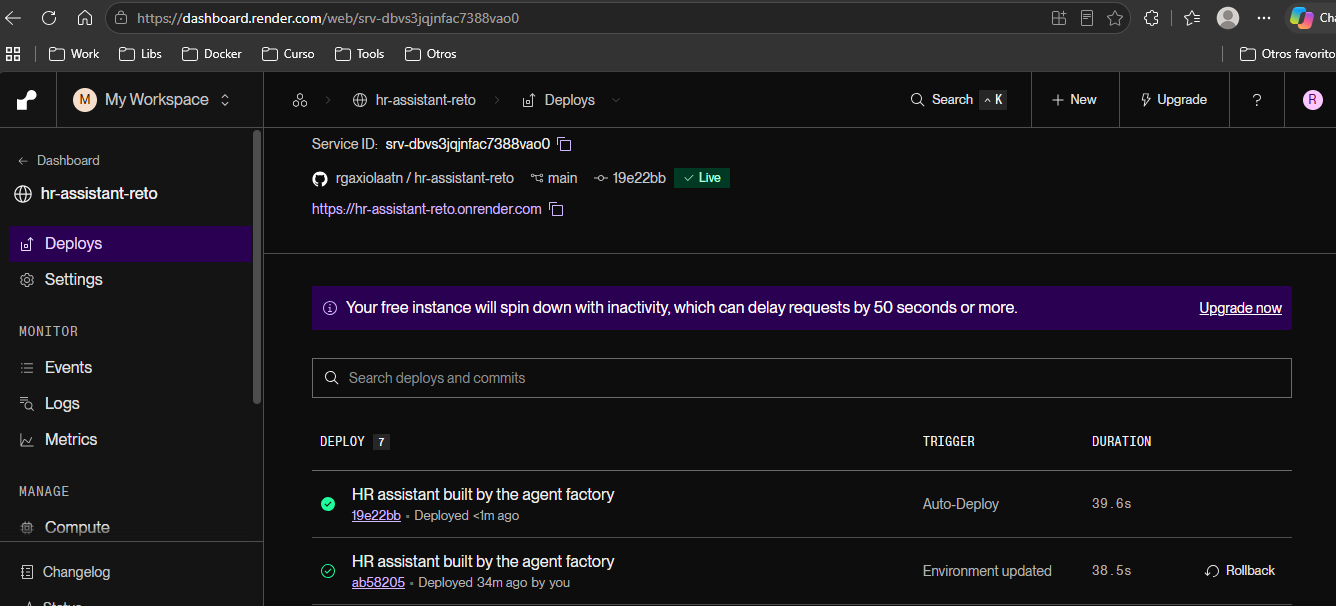 https://dashboard.render.com/web/srv-dbvs3jqjnfac7388vao0
Work Libs Docker Curso Tools Otros Otros favorito
M My Workspace hr-assistant-reto Deploys Search ^ K + New Upgrade ? R
Dashboard
hr-assistant-reto
Deploys
Settings
MONITOR
Events
Logs
Metrics
MANAGE
Compute
Changelog
Service ID: srv-dbvs3jqjnfac7388vao0
rgaxiolaatn / hr-assistant-reto main 19e22bb Live
https://hr-assistant-reto.onrender.com
Your free instance will spin down with inactivity, which can delay requests by 50 seconds or more. Upgrade now
Search deploys and commits
DEPLOY 7 TRIGGER DURATION
HR assistant built by the agent factory
19e22bb • Deployed <1m ago Auto-Deploy 39.6s
HR assistant built by the agent factory
ab58205 • Deployed 34m ago by you Environment updated 38.5s Rollback